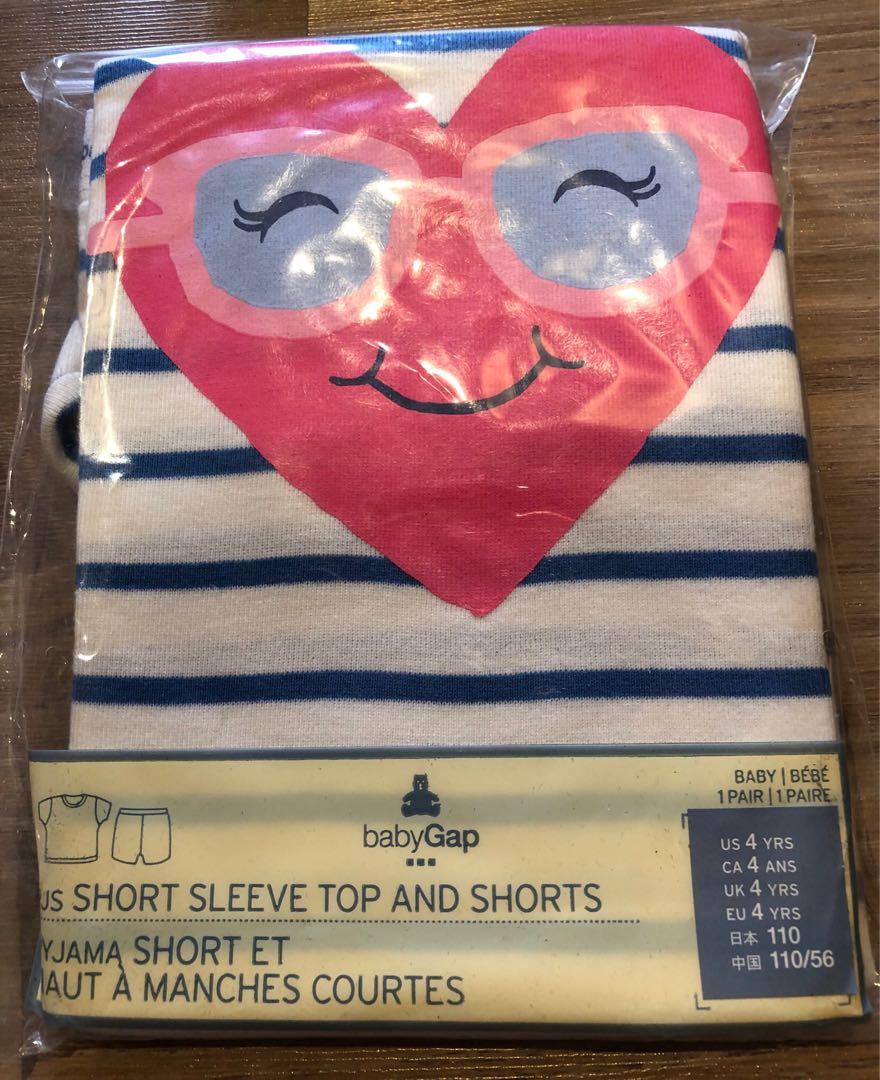 BABY | BÉBÉ
1 PAIR | 1 PAIRE
babyGap
US 4 YRS
CA 4 ANS
UK 4 YRS
EU 4 YRS
日本 110
中国 110/56
JS SHORT SLEEVE TOP AND SHORTS
YJAMA SHORT ET
AUT À MANCHES COURTES